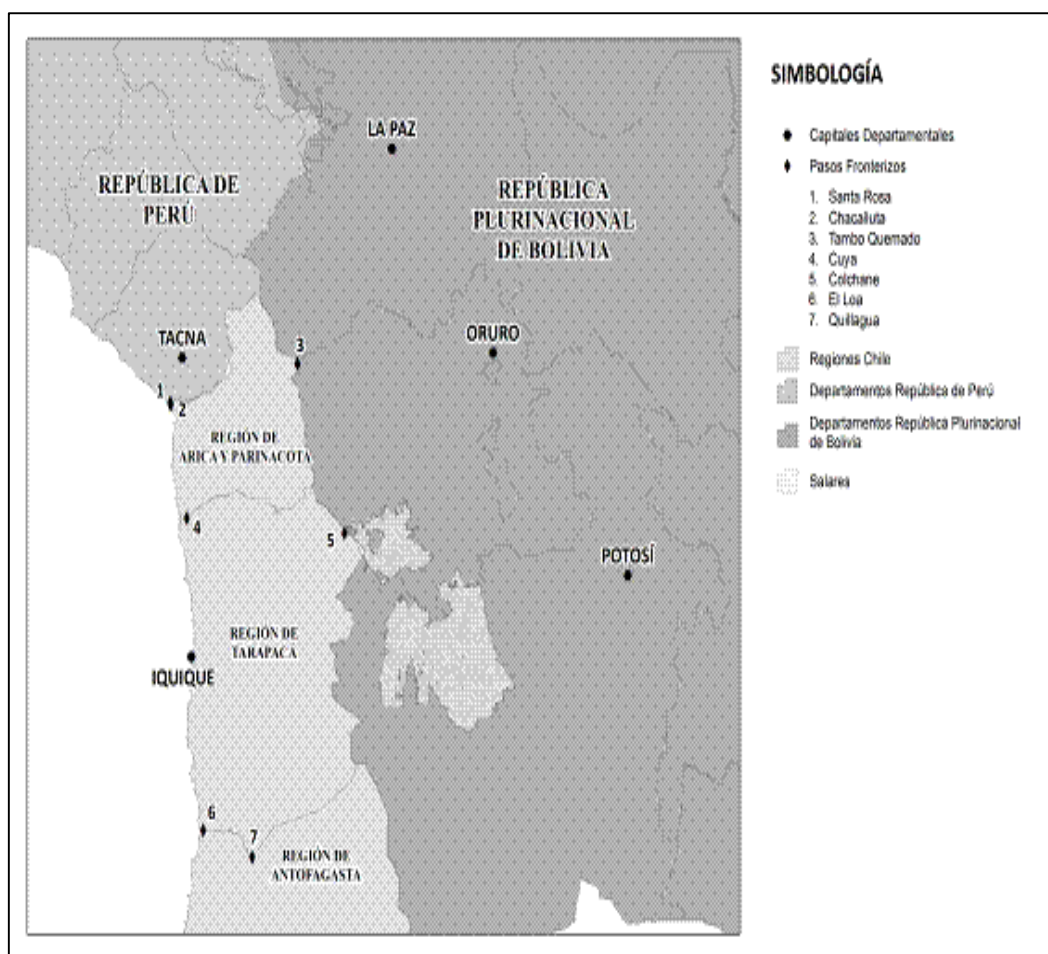 LA PAZ
REPÚBLICA DE
PERÚ
REPÚBLICA
PLURINACIONAL
DE BOLIVIA
TACNA
ORURO
3
1
2
REGIÓN DE
ARICA Y PARINACOTA
4
5
POTOSÍ
REGIÓN DE
TARAPACA
IQUIQUE
6
7
REGIÓN DE
ANTOFAGASTA
SIMBOLOGÍA
Capitales Departamentales
Pasos Fronterizos
1. Santa Rosa
2. Chacalluta
3. Tambo Quemado
4. Cuya
5. Colchane
6. El Loa
7. Quillagua
Regiones Chile
Departamentos República de Perú
Departamentos República Plurinacional
de Bolivia
Salares